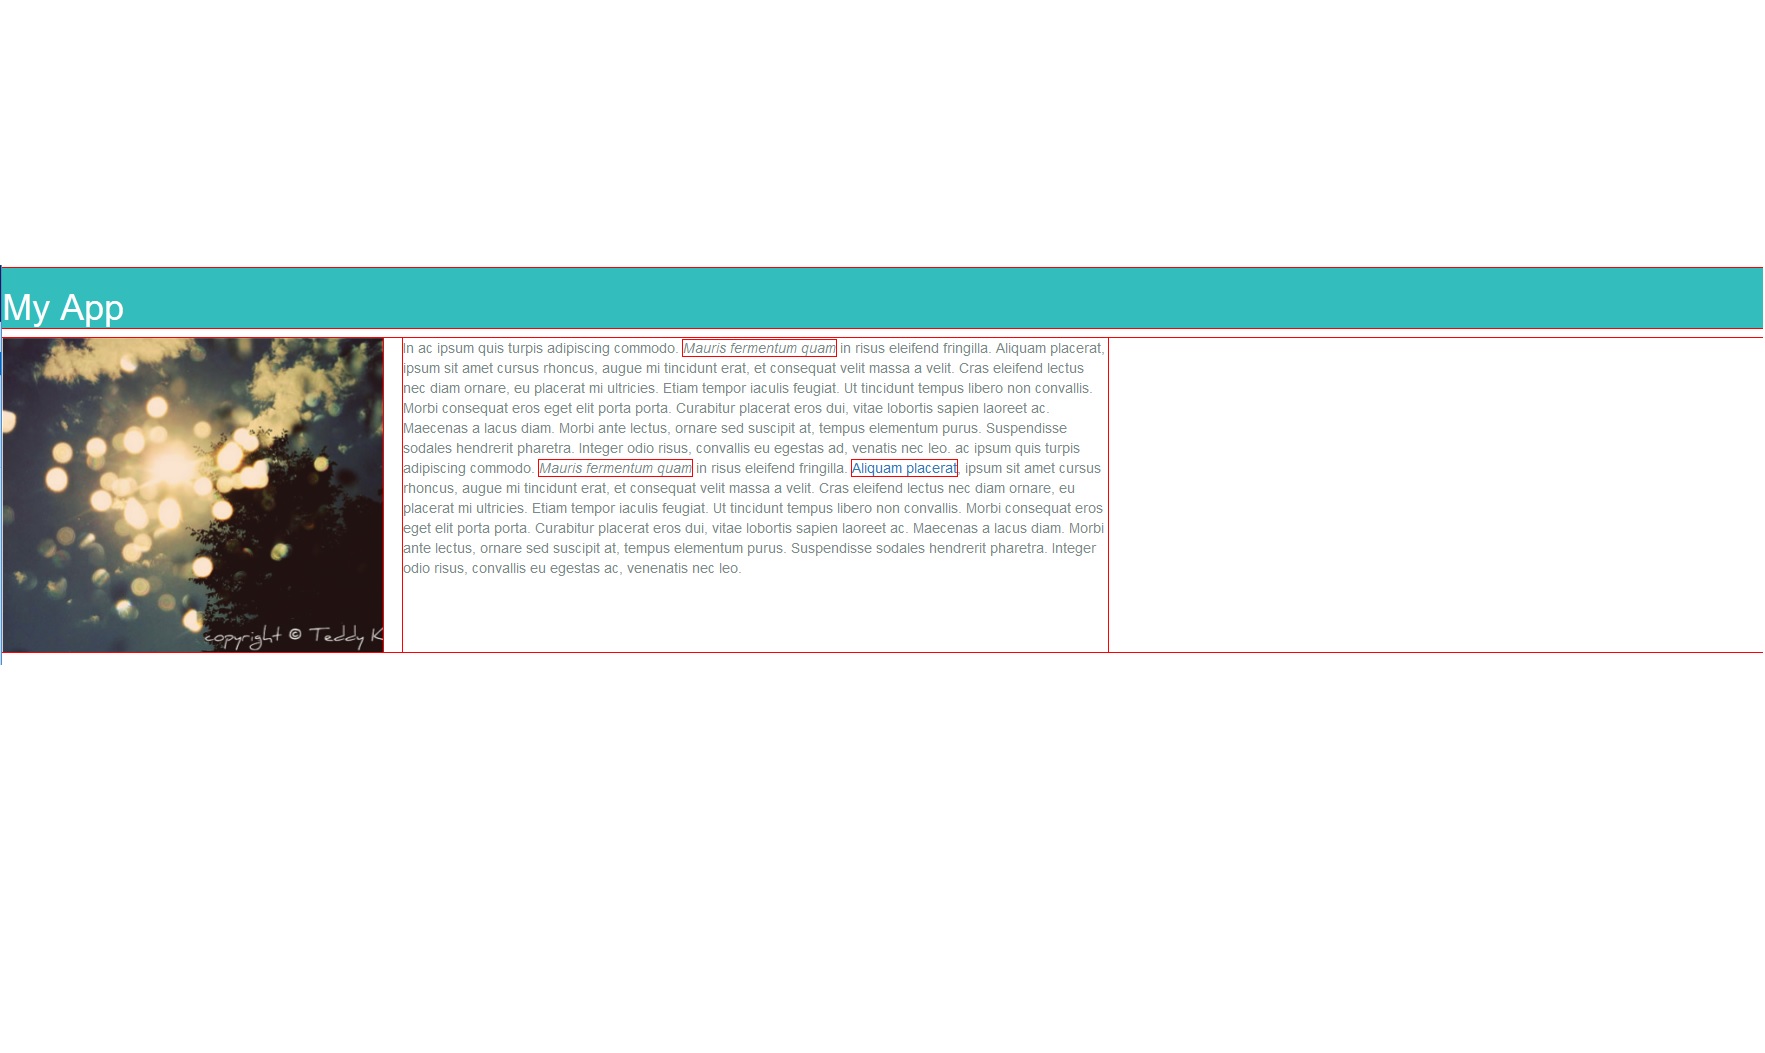 My App
In ac ipsum quis turpis adipiscing commodo. Mauris fermentum quam in risus eleifend fringilla. Aliquam placerat,
ipsum sit amet cursus rhoncus, augue mi tincidunt erat, et consequat velit massa a velit. Cras eleifend lectus
nec diam ornare, eu placerat mi ultricies. Etiam tempor iaculis feugiat. Ut tincidunt tempus libero non convallis.
Morbi consequat eros eget elit porta porta. Curabitur placerat eros dui, vitae lobortis sapien laoreet ac.
Maecenas a lacus diam. Morbi ante lectus, ornare sed suscipit at, tempus elementum purus. Suspendisse
sodales hendrerit pharetra. Integer odio risus, convallis eu egestas ad, venatis nec leo. ac ipsum quis turpis
adipiscing commodo. Mauris fermentum quam in risus eleifend fringilla. Aliquam placerat, ipsum sit amet cursus
rhoncus, augue mi tincidunt erat, et consequat velit massa a velit. Cras eleifend lectus nec diam ornare, eu
placerat mi ultricies. Etiam tempor iaculis feugiat. Ut tincidunt tempus libero non convallis. Morbi consequat eros
eget elit porta porta. Curabitur placerat eros dui, vitae lobortis sapien laoreet ac. Maecenas a lacus diam. Morbi
ante lectus, ornare sed suscipit at, tempus elementum purus. Suspendisse sodales hendrerit pharetra. Integer
odio risus, convallis eu egestas ac, venenatis nec leo.
copyright © Teddy K